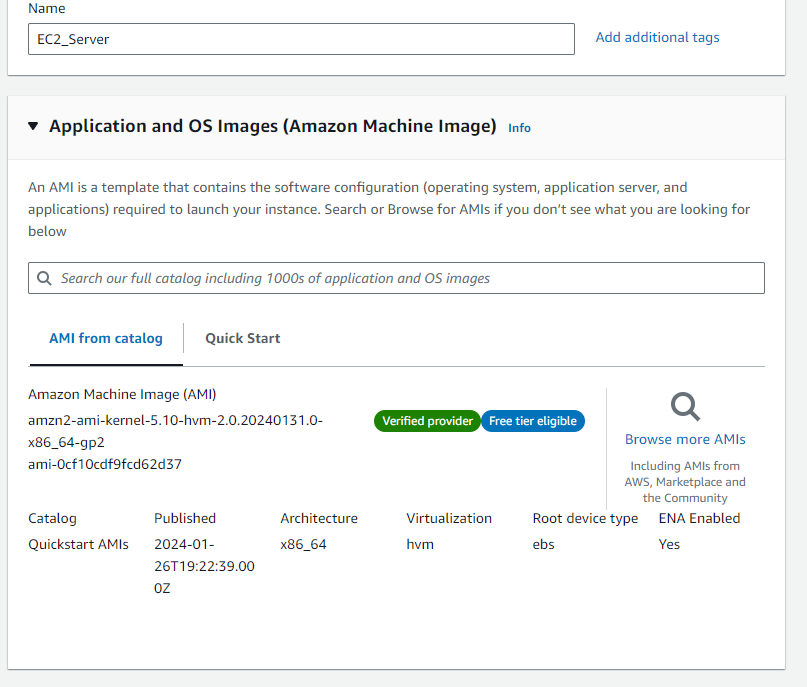 Name
EC2_Server
Add additional tags
Application and OS Images (Amazon Machine Image) Info
An AMI is a template that contains the software configuration (operating system, application server, and
applications) required to launch your instance. Search or Browse for AMIs if you don't see what you are looking for
below
Search our full catalog including 1000s of application and OS images
AMI from catalog
Quick Start
Amazon Machine Image (AMI)
amzn2-ami-kernel-5.10-hvm-2.0.20240131.0-
x86_64-gp2
ami-0cf10cdf9fcd62d37
Verified provider
Free tier eligible
Browse more AMIs
Including AMIs from
AWS, Marketplace and
the Community
Catalog
Quickstart AMIs
Published
2024-01-
26T19:22:39.00
0Z
Architecture
x86_64
Virtualization
hvm
Root device type
ebs
ENA Enabled
Yes